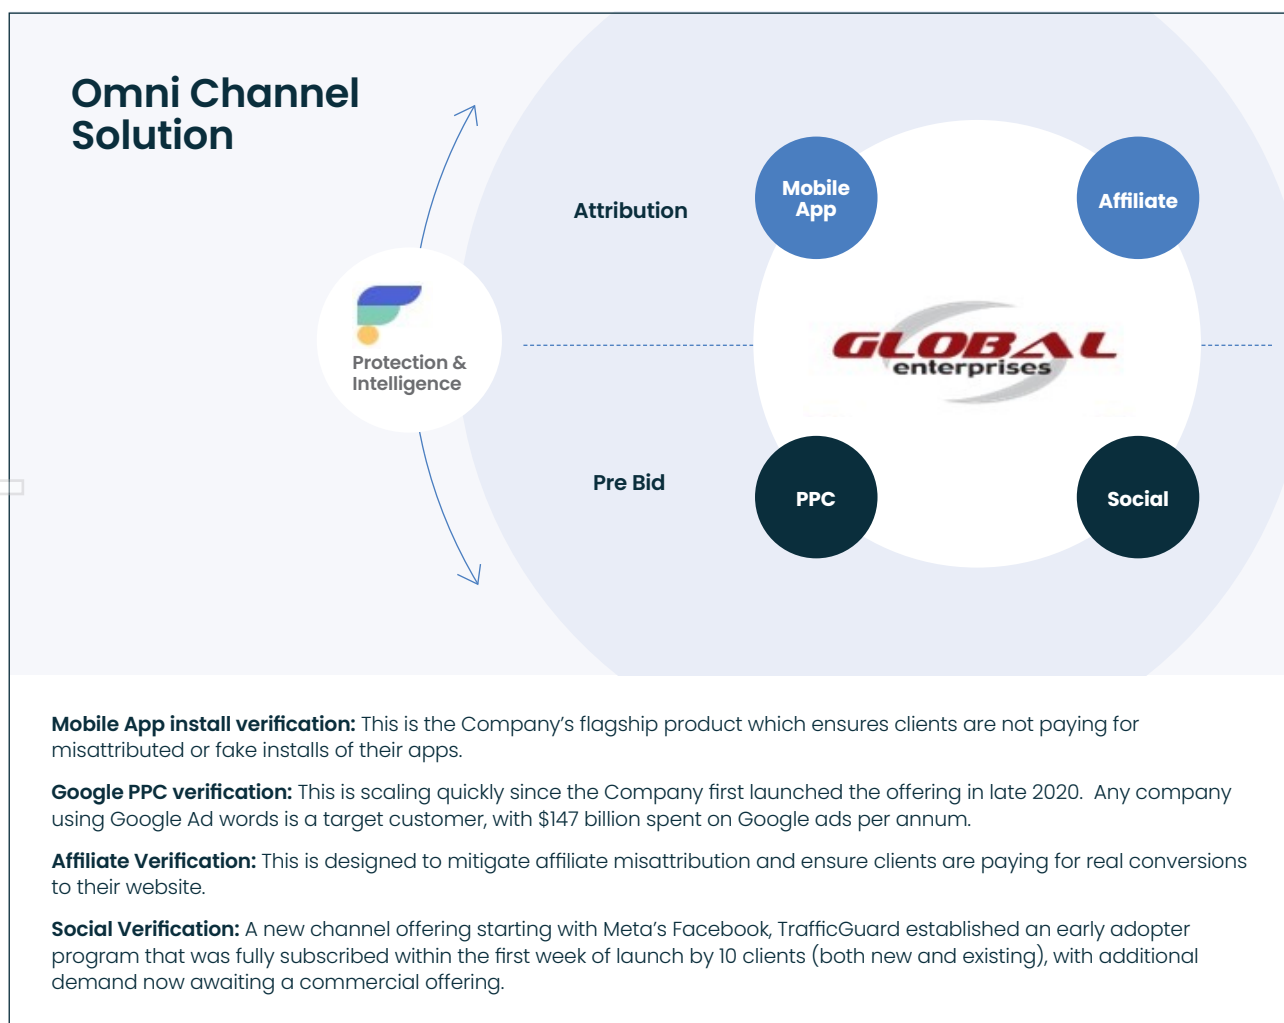 Omni Channel
Solution
Attribution
Mobile
App
Affiliate
Protection &
Intelligence
GLOBAL
enterprises
Pre Bid
PPC
Social
Mobile App install verification: This is the Company’s flagship product which ensures clients are not paying for
misattributed or fake installs of their apps.
Google PPC verification: This is scaling quickly since the Company first launched the offering in late 2020.  Any company
using Google Ad words is a target customer, with $147 billion spent on Google ads per annum.
Affiliate Verification: This is designed to mitigate affiliate misattribution and ensure clients are paying for real conversions
to their website.
Social Verification: A new channel offering starting with Meta’s Facebook, TrafficGuard established an early adopter
program that was fully subscribed within the first week of launch by 10 clients (both new and existing), with additional
demand now awaiting a commercial offering.